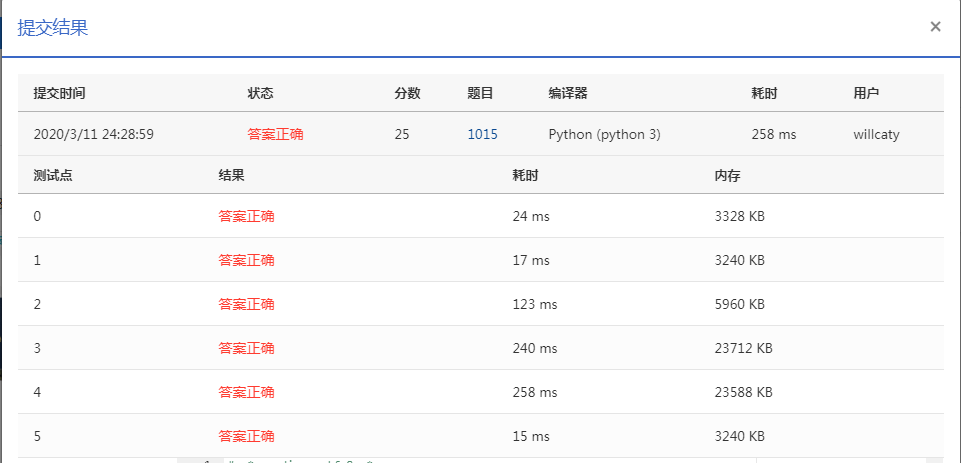 提交结果 ×
提交时间 状态 分数 题目 编译器 耗时 用户
2020/3/11 24:28:59 答案正确 25 1015 Python (python 3) 258 ms willcaty
测试点 结果 耗时 内存
0 答案正确 24 ms 3328 KB
1 答案正确 17 ms 3240 KB
2 答案正确 123 ms 5960 KB
3 答案正确 240 ms 23712 KB
4 答案正确 258 ms 23588 KB
5 答案正确 15 ms 3240 KB